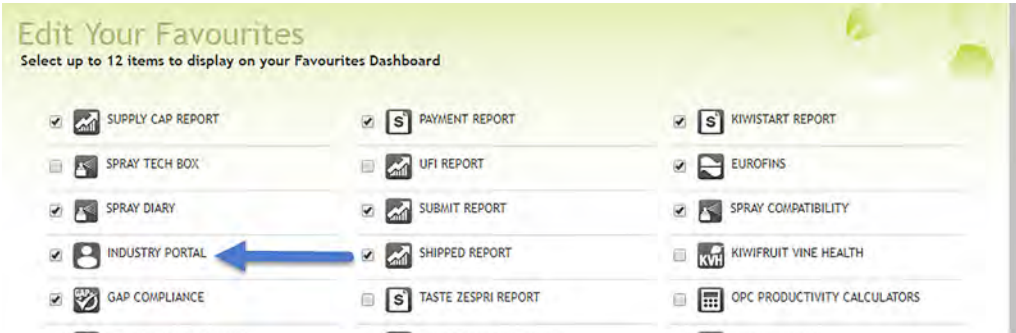 Edit Your Favourites
Select up to 12 items to display on your Favourites Dashboard
SUPPLY CAP REPORT
S PAYMENT REPORT
S KIWISTART REPORT
SPRAY TECH BOX
UFI REPORT
EUROFINS
SPRAY DIARY
SUBMIT REPORT
SPRAY COMPATIBILITY
INDUSTRY PORTAL
SHIPPED REPORT
KVH KIWIFRUIT VINE HEALTH
GAP GAP COMPLIANCE
S TASTE ZESPRI REPORT
OPC PRODUCTIVITY CALCULATORS